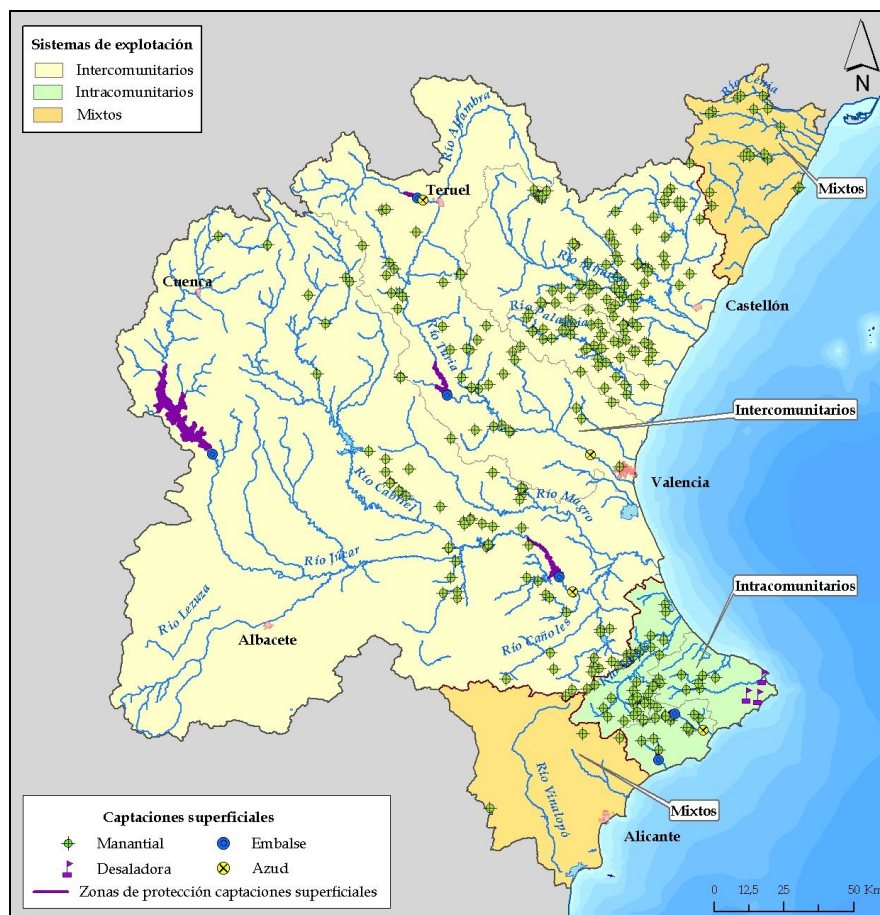 Sistemas de explotación
Intercomunitarios
Intracomunitarios
Mixtos
N
Río Cenia
Río Alfambra
Mixtos
Teruel
Río Mijares
Cuenca
Castellón
Río Palancia
Río Turia
Intercomunitarios
Valencia
Río Cabriel
Río Magro
Río Júcar
Intracomunitarios
Río Lezuza
Albacete
Río Cañoles
Río Vinalopó
Mixtos
Alicante
Captaciones superficiales
Manantial
Embalse
Desaladora
Azud
Zonas de protección captaciones superficiales
0 12,5 25 50 Km